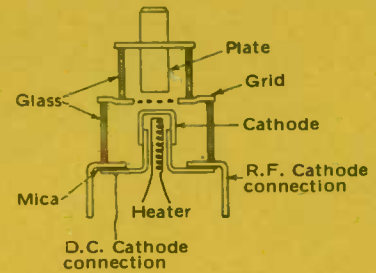 Plate
Grid
Glass
Cathode
Mica
Heater
R.F. Cathode
connection
D.C. Cathode
connection